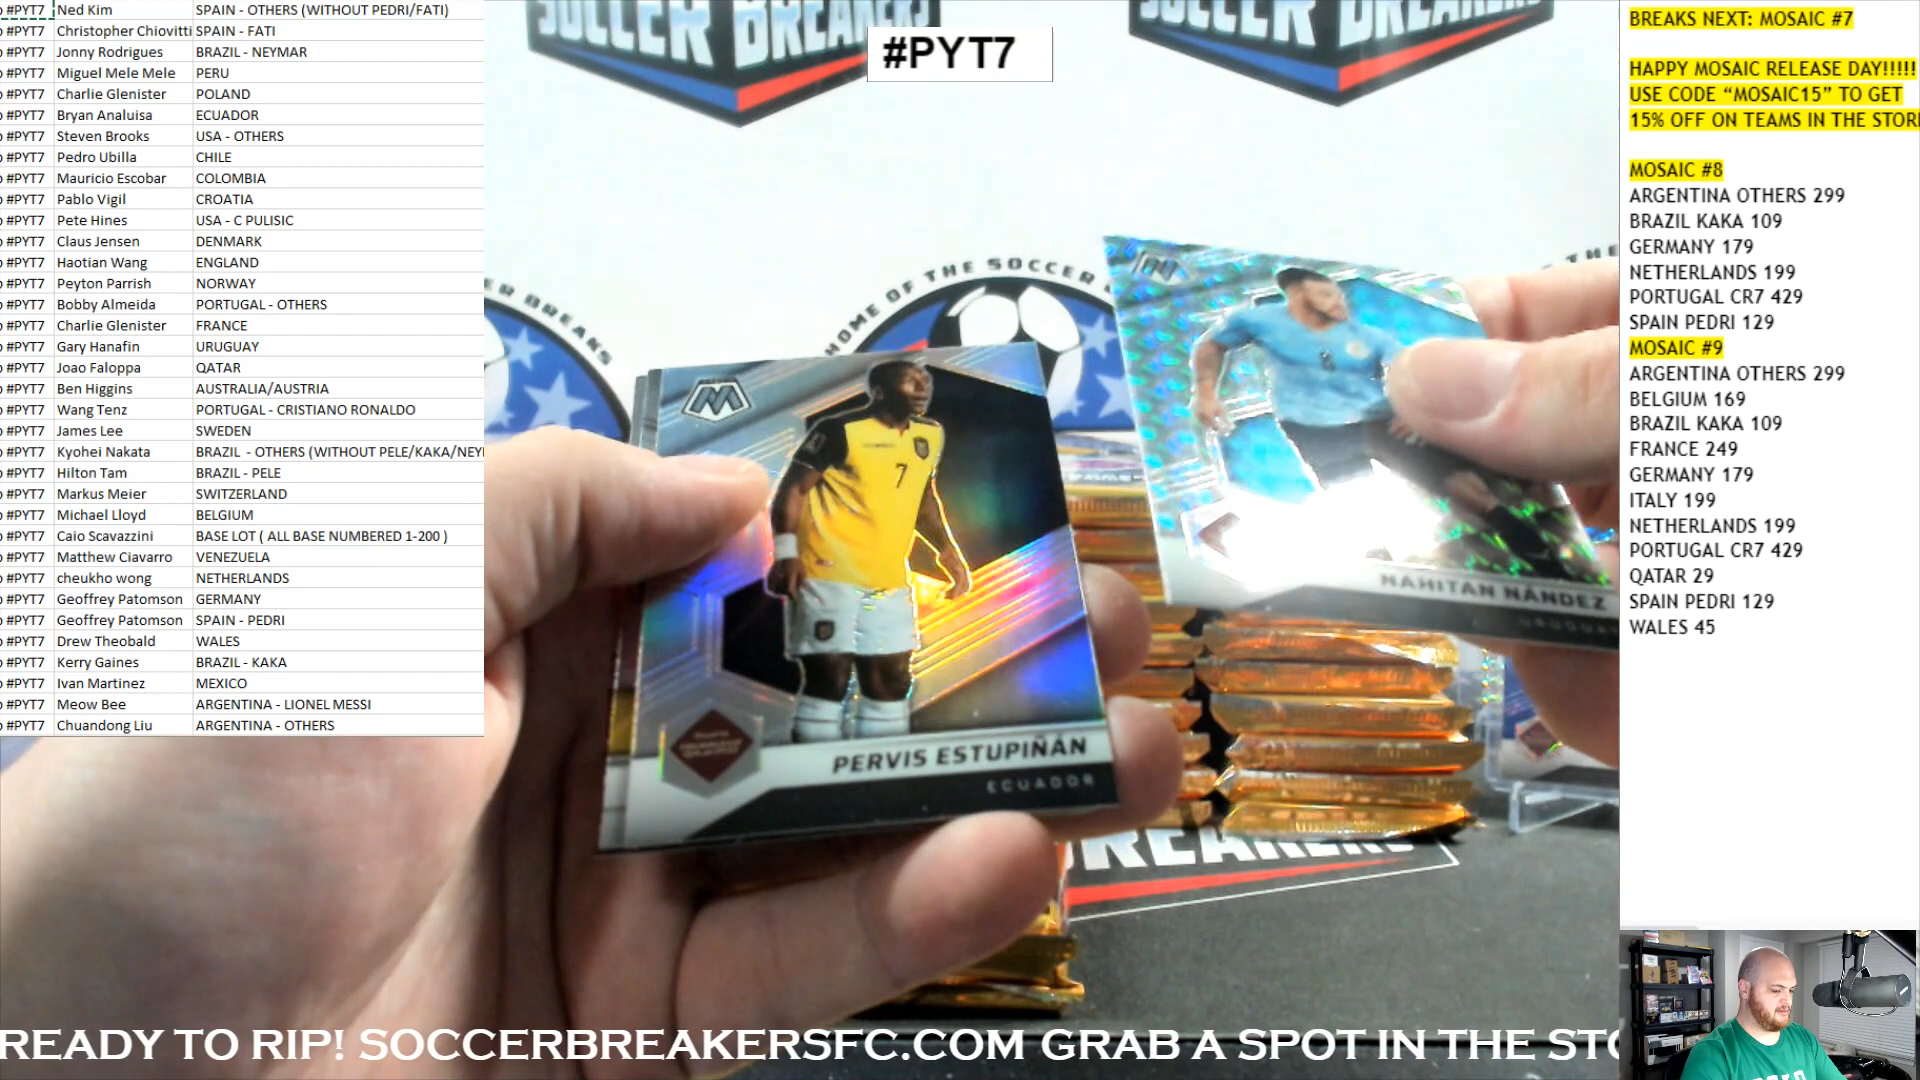 #PYT7 Ned Kim SPAIN - OTHERS (WITHOUT PEDRI/FATI)
#PYT7 Christopher Chiovitti SPAIN - FATI
#PYT7 Jonny Rodrigues BRAZIL - NEYMAR
#PYT7 Miguel Mele Mele PERU
#PYT7 Charlie Glenister POLAND
#PYT7 Bryan Analuisa ECUADOR
#PYT7 Steven Brooks USA - OTHERS
#PYT7 Pedro Ubilla CHILE
#PYT7 Mauricio Escobar COLOMBIA
#PYT7 Pablo Vigil CROATIA
#PYT7 Pete Hines USA - C PULISIC
#PYT7 Claus Jensen DENMARK
#PYT7 Haotian Wang ENGLAND
#PYT7 Peyton Parrish NORWAY
#PYT7 Bobby Almeida PORTUGAL - OTHERS
#PYT7 Charlie Glenister FRANCE
#PYT7 Gary Hanafin URUGUAY
#PYT7 Joao Faloppa QATAR
#PYT7 Ben Higgins AUSTRALIA/AUSTRIA
#PYT7 Wang Tenz PORTUGAL - CRISTIANO RONALDO
#PYT7 James Lee SWEDEN
#PYT7 Kyohei Nakata BRAZIL - OTHERS (WITHOUT PELE/KAKA/NEY
#PYT7 Hilton Tam BRAZIL - PELE
#PYT7 Markus Meier SWITZERLAND
#PYT7 Michael Lloyd BELGIUM
#PYT7 Caio Scavazzini BASE LOT ( ALL BASE NUMBERED 1-200 )
#PYT7 Matthew Ciavarro VENEZUELA
#PYT7 cheukho wong NETHERLANDS
#PYT7 Geoffrey Patomson GERMANY
#PYT7 Geoffrey Patomson SPAIN - PEDRI
#PYT7 Drew Theobald WALES
#PYT7 Kerry Gaines BRAZIL - KAKA
#PYT7 Ivan Martinez MEXICO
#PYT7 Meow Bee ARGENTINA - LIONEL MESSI
#PYT7 Chuandong Liu ARGENTINA - OTHERS
SOCCER BREAKERS
SOCCER BREAKERS
#PYT7
ER BREAKS
HOME OF THE SOCCER
THE
7
PERVIS ESTUPIÑÁN
ECUADOR
NAHITAN NÁNDEZ
URUGUAY
BREAKERS
BREAKS NEXT: MOSAIC #7
HAPPY MOSAIC RELEASE DAY!!!!!
USE CODE “MOSAIC15” TO GET
15% OFF ON TEAMS IN THE STOR
MOSAIC #8
ARGENTINA OTHERS 299
BRAZIL KAKA 109
GERMANY 179
NETHERLANDS 199
PORTUGAL CR7 429
SPAIN PEDRI 129
MOSAIC #9
ARGENTINA OTHERS 299
BELGIUM 169
BRAZIL KAKA 109
FRANCE 249
GERMANY 179
ITALY 199
NETHERLANDS 199
PORTUGAL CR7 429
QATAR 29
SPAIN PEDRI 129
WALES 45
READY TO RIP! SOCCERBREAKERSFC.COM GRAB A SPOT IN THE STO